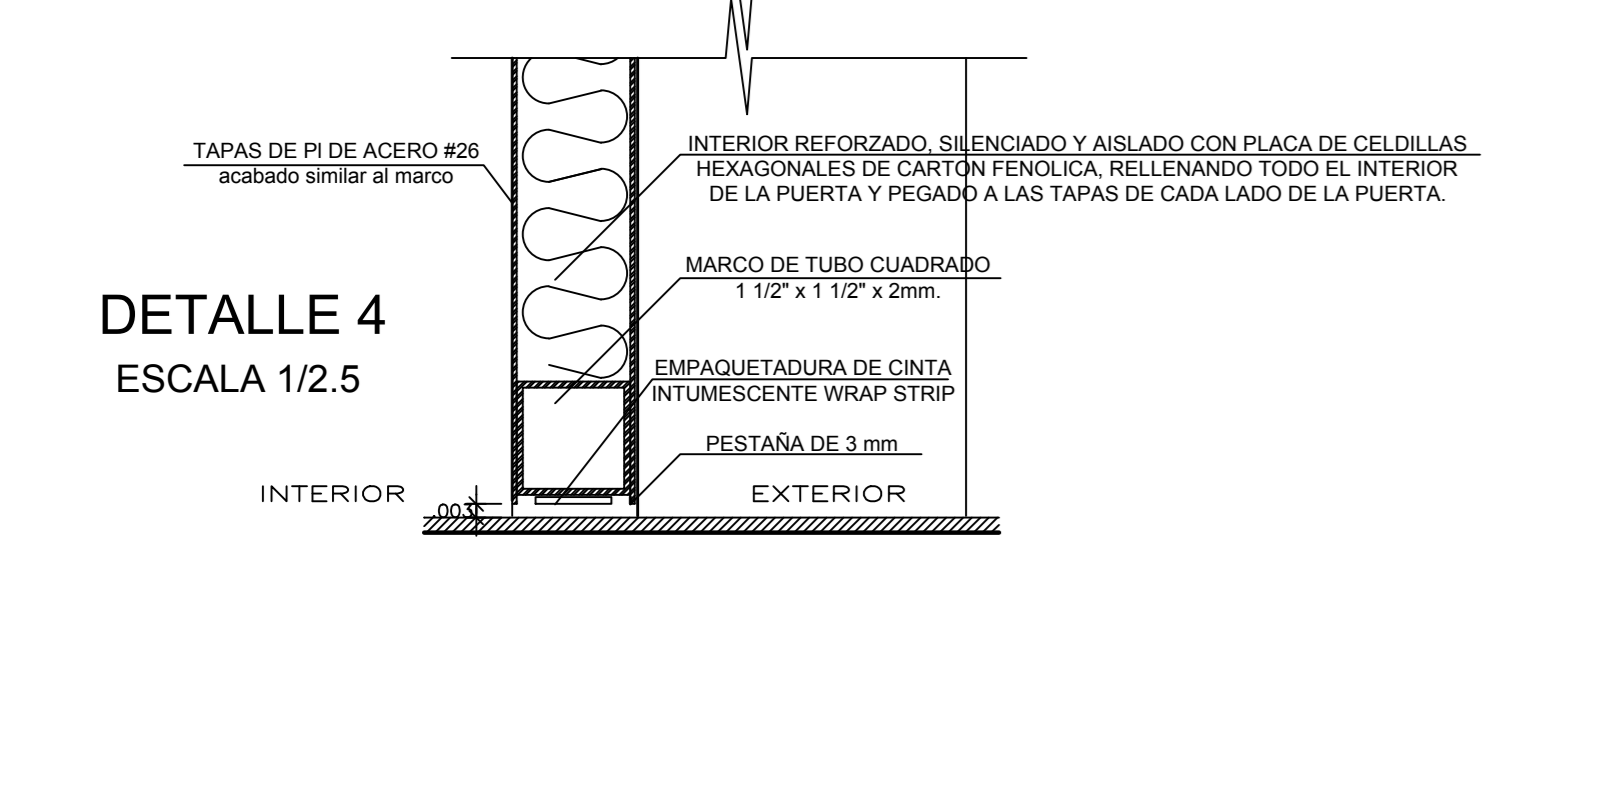 TAPAS DE PI DE ACERO #26
acabado similar al marco
INTERIOR REFORZADO, SILENCIADO Y AISLADO CON PLACA DE CELDILLAS
HEXAGONALES DE CARTON FENOLICA, RELLENANDO TODO EL INTERIOR
DE LA PUERTA Y PEGADO A LAS TAPAS DE CADA LADO DE LA PUERTA.
MARCO DE TUBO CUADRADO
1 1/2" x 1 1/2" x 2mm.
DETALLE 4
ESCALA 1/2.5
EMPAQUETADURA DE CINTA
INTUMESCENTE WRAP STRIP
PESTAÑA DE 3 mm
INTERIOR
EXTERIOR
.003